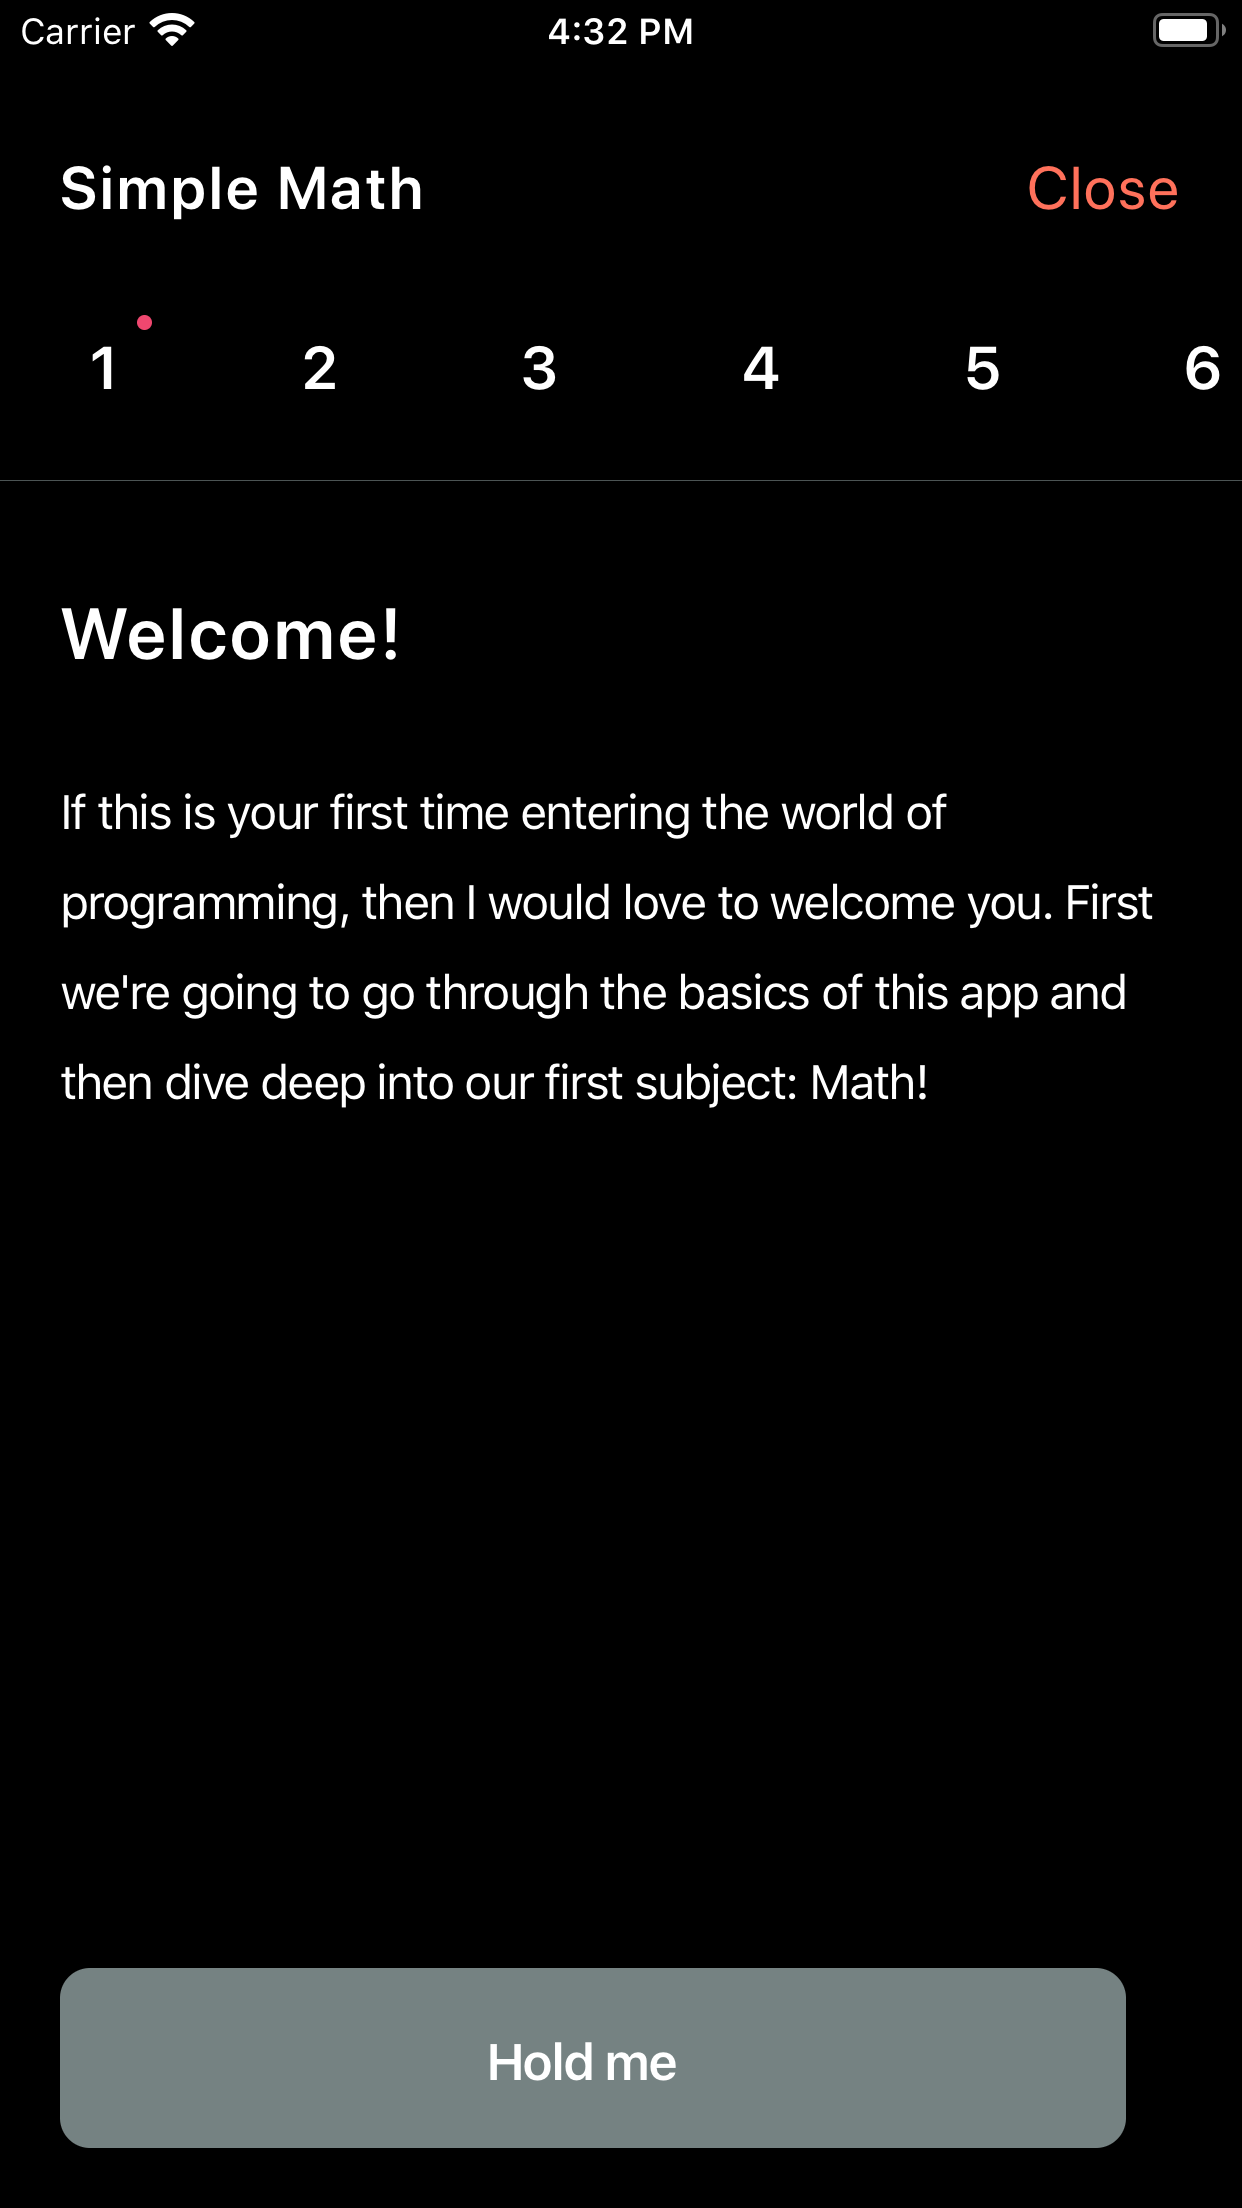 Carrier 4:32 PM
Simple Math Close
1 2 3 4 5 6
Welcome!
If this is your first time entering the world of
programming, then I would love to welcome you. First
we're going to go through the basics of this app and
then dive deep into our first subject: Math!
Hold me